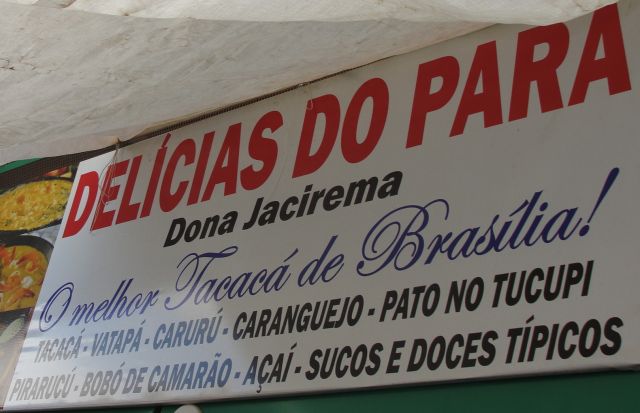 DELÍCIAS DO PARA
Dona Jacirema
O melhor Tacacá de Brasília!
TACACÁ - VATAPÁ - CARURÚ - CARANGUEJO - PATO NO TUCUPI
PIRARUCÚ - BOBÓ DE CAMARÃO - AÇAÍ - SUCOS E DOCES TÍPICOS